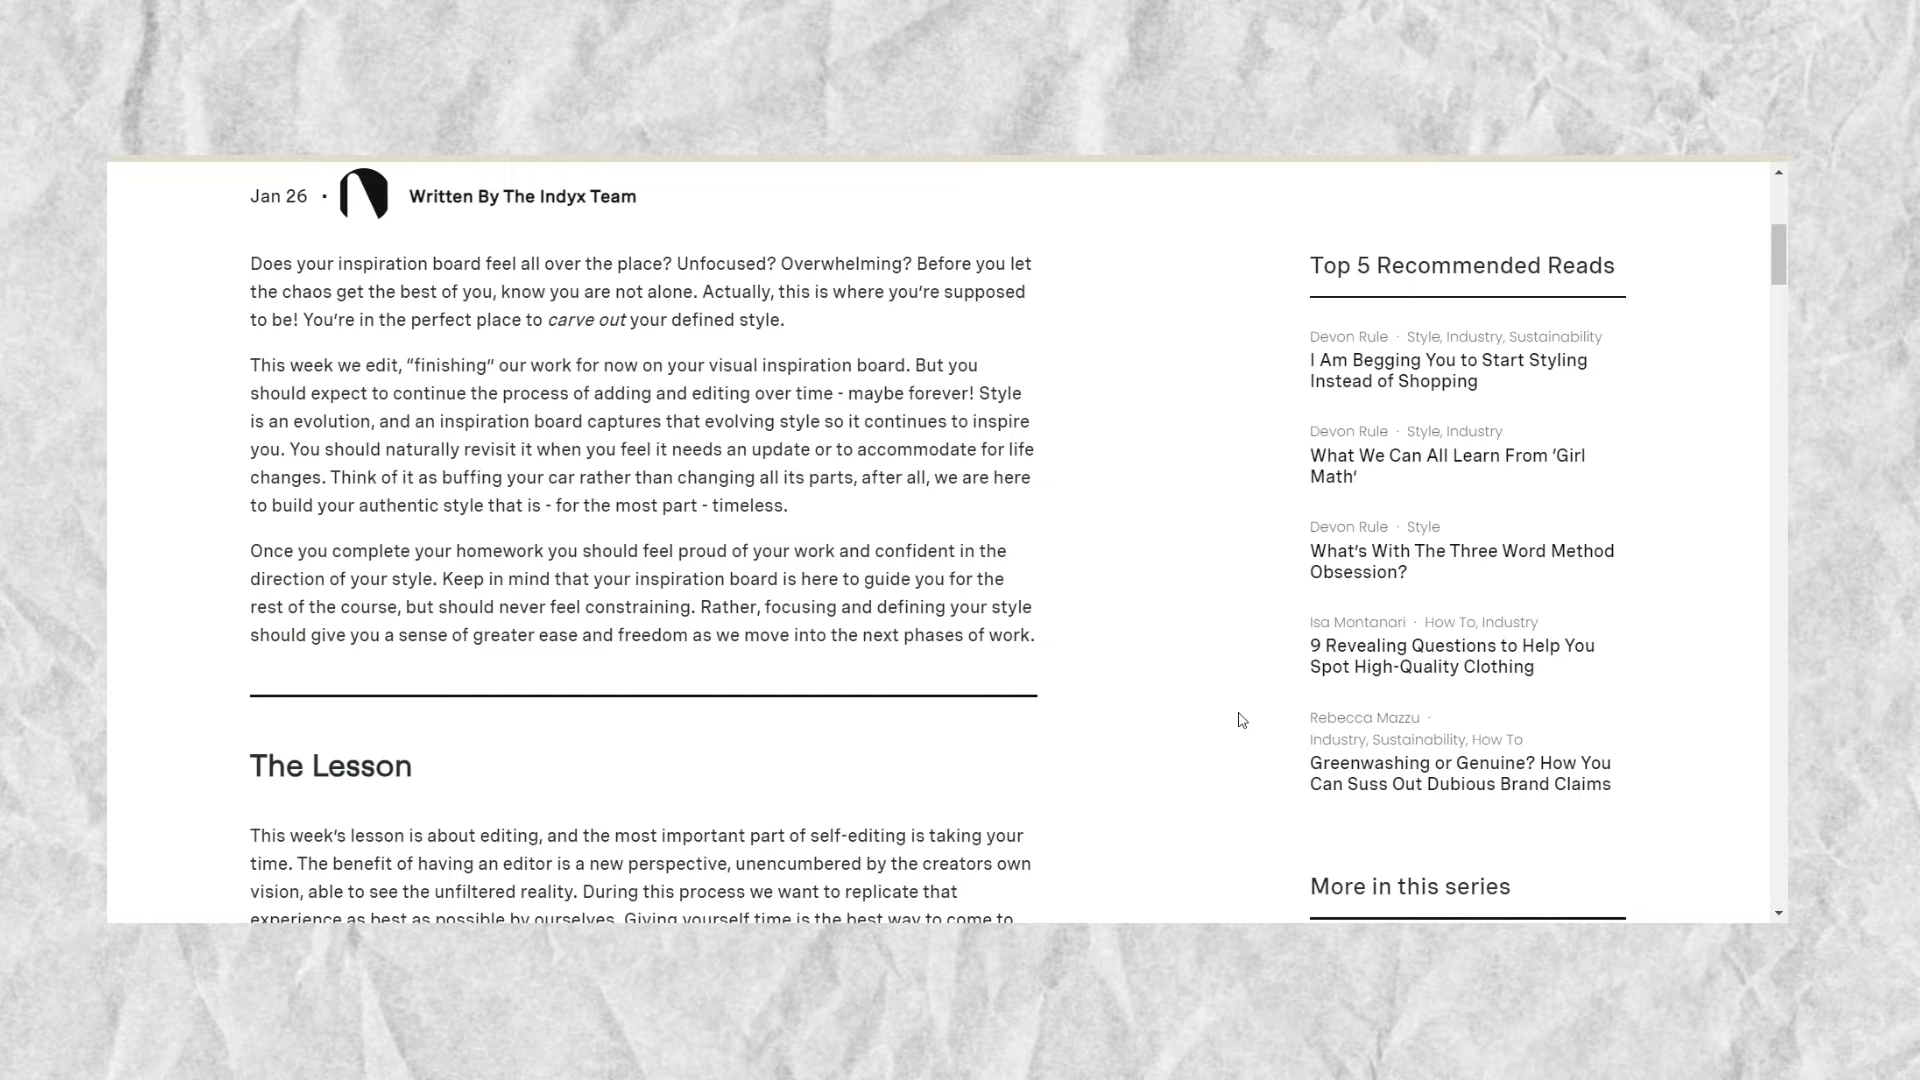 Jan 26 · Written By The Indyx Team
Does your inspiration board feel all over the place? Unfocused? Overwhelming? Before you let
the chaos get the best of you, know you are not alone. Actually, this is where you’re supposed
to be! You’re in the perfect place to carve out your defined style.
This week we edit, “finishing” our work for now on your visual inspiration board. But you
should expect to continue the process of adding and editing over time - maybe forever! Style
is an evolution, and an inspiration board captures that evolving style so it continues to inspire
you. You should naturally revisit it when you feel it needs an update or to accommodate for life
changes. Think of it as buffing your car rather than changing all its parts, after all, we are here
to build your authentic style that is - for the most part - timeless.
Once you complete your homework you should feel proud of your work and confident in the
direction of your style. Keep in mind that your inspiration board is here to guide you for the
rest of the course, but should never feel constraining. Rather, focusing and defining your style
should give you a sense of greater ease and freedom as we move into the next phases of work.
The Lesson
This week’s lesson is about editing, and the most important part of self-editing is taking your
time. The benefit of having an editor is a new perspective, unencumbered by the creators own
vision, able to see the unfiltered reality. During this process we want to replicate that
experience as best as possible by ourselves. Giving yourself time is the best way to come to
Top 5 Recommended Reads
Devon Rule · Style, Industry, Sustainability
I Am Begging You to Start Styling
Instead of Shopping
Devon Rule · Style, Industry
What We Can All Learn From ‘Girl
Math’
Devon Rule · Style
What’s With The Three Word Method
Obsession?
Isa Montanari · How To, Industry
9 Revealing Questions to Help You
Spot High-Quality Clothing
Rebecca Mazzu ·
Industry, Sustainability, How To
Greenwashing or Genuine? How You
Can Suss Out Dubious Brand Claims
More in this series